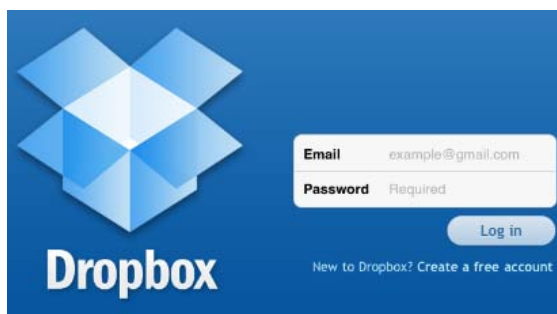 Email example@gmail.com
Password Required
Log in
Dropbox
New to Dropbox? Create a free account